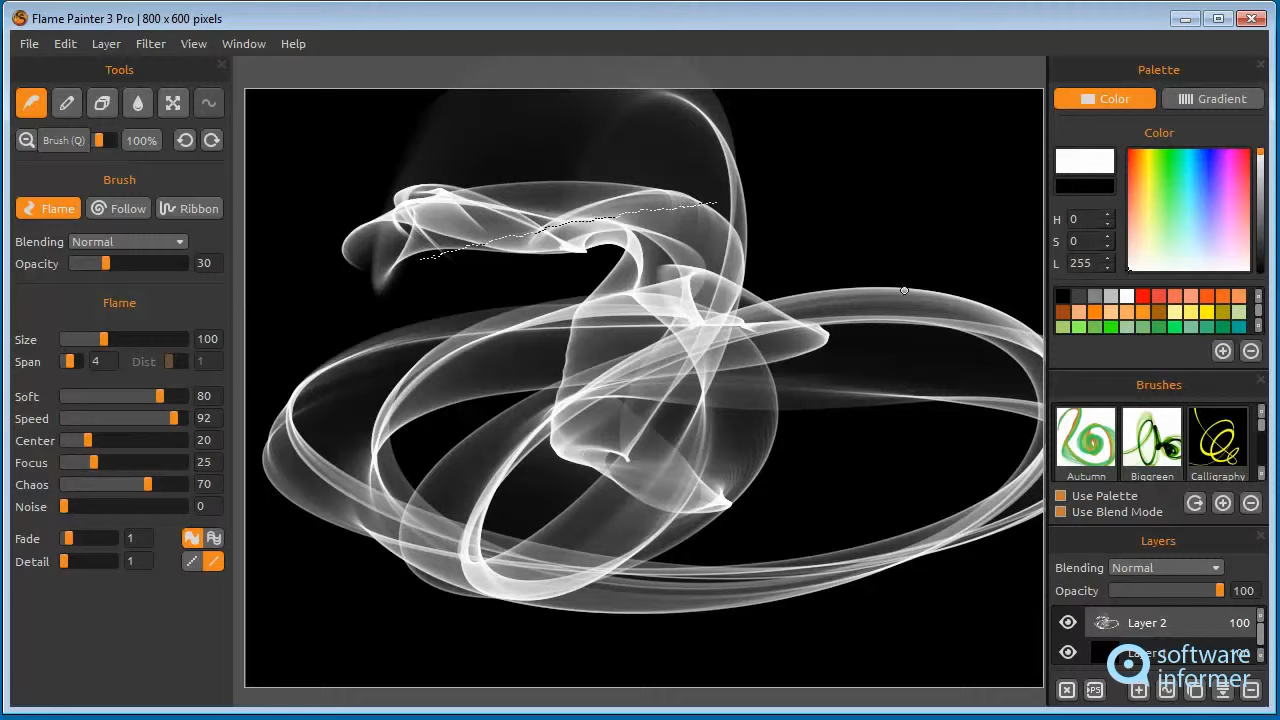 Flame Painter 3 Pro | 800 x 600 pixels
File Edit Layer Filter View Window Help
Tools
Brush (Q) 100%
Brush
Flame Follow Ribbon
Blending Normal
Opacity 30
Flame
Size 100
Span 4 Dist 1
Soft 80
Speed 92
Center 20
Focus 25
Chaos 70
Noise 0
Fade 1
Detail 1
Palette
Color Gradient
Color
H 0
S 0
L 255
Brushes
Autumn Biggreen Calligraphy
Use Palette
Use Blend Mode
Layers
Blending Normal
Opacity 100
Layer 2 100
software
informer
PS